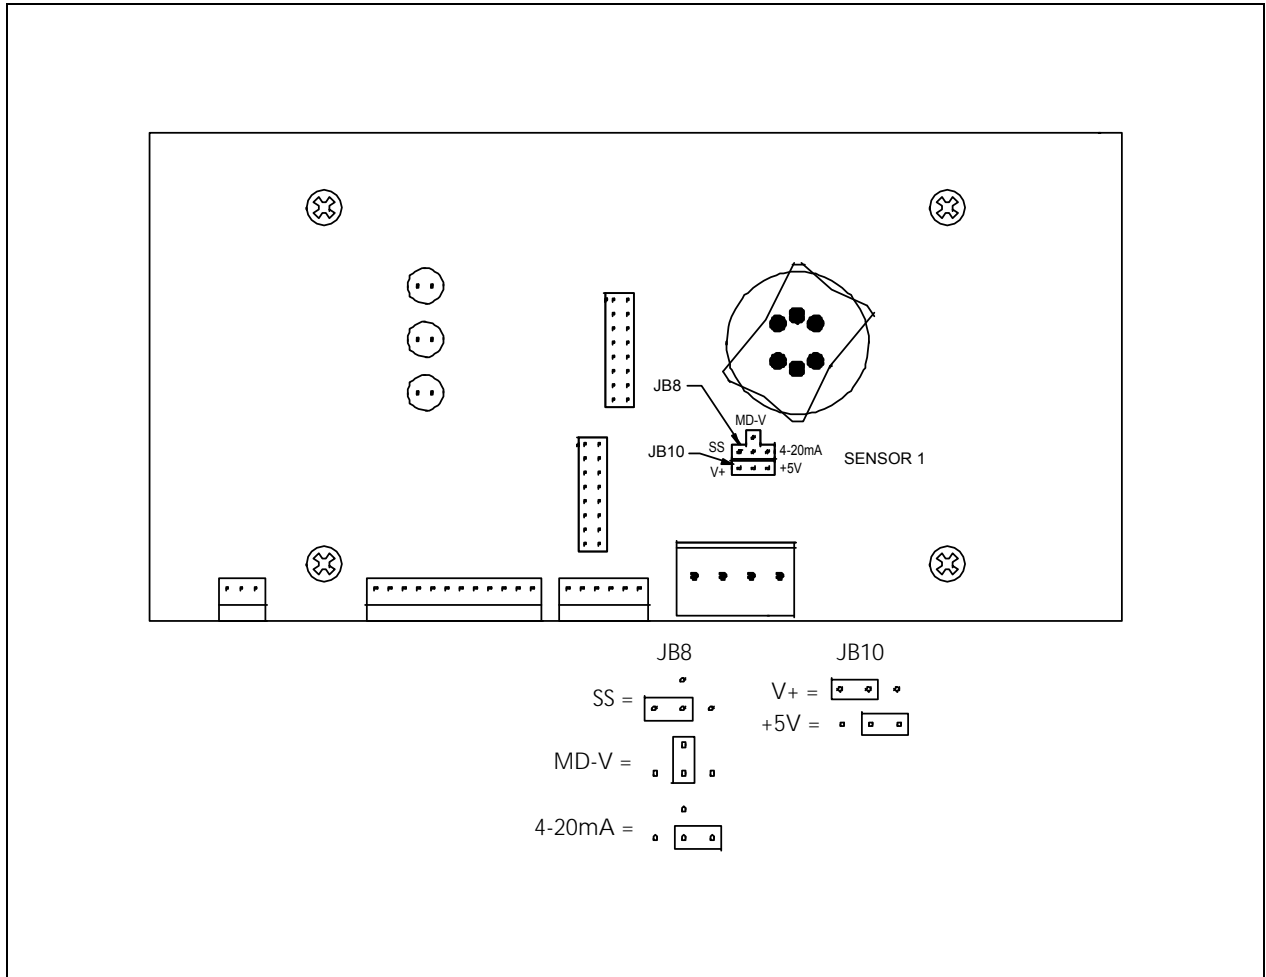 JB8
MD-V
SS
4-20mA
JB10
V+
+5V
SENSOR 1
JB8
JB10
SS =
V+ =
+5V =
MD-V =
4-20mA =